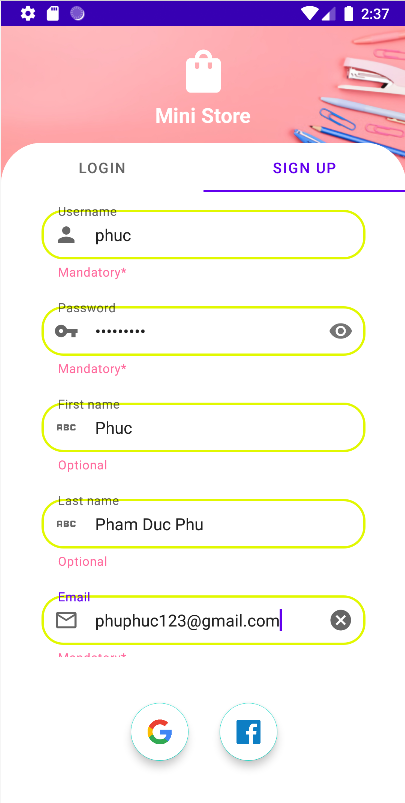 2:37
Mini Store
LOGIN
SIGN UP
Username
phuc
Mandatory*
Password
•••••••••
Mandatory*
First name
ABC
Phuc
Optional
Last name
ABC
Pham Duc Phu
Optional
Email
phuphuc123@gmail.com
Mandatory*